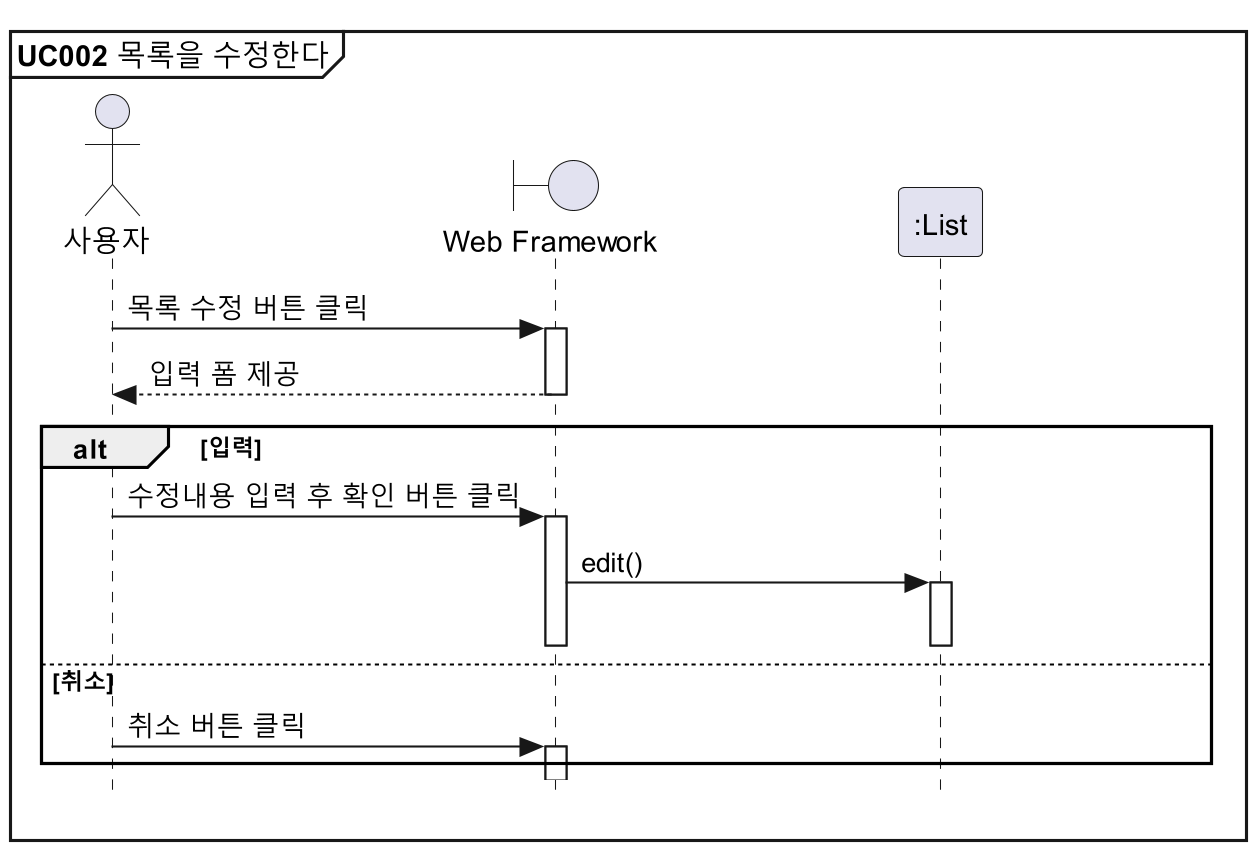 UC002 목록을 수정한다
사용자
Web Framework
:List
목록 수정 버튼 클릭
입력 폼 제공
alt [입력]
수정내용 입력 후 확인 버튼 클릭
edit()
[취소]
취소 버튼 클릭